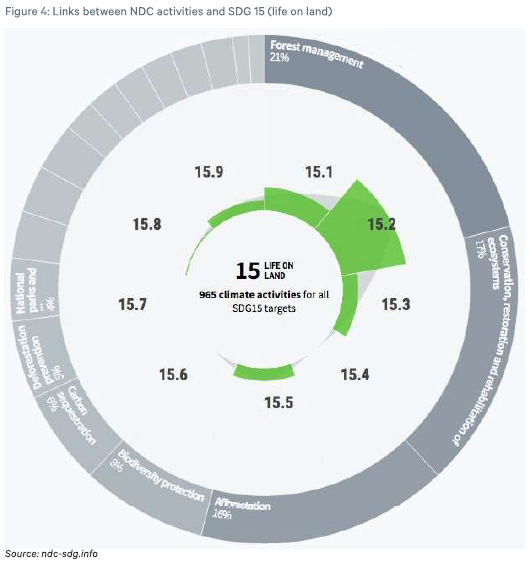 Figure 4: Links between NDC activities and SDG 15 (life on land)
Forest management
21%
15.9
15.1
15.8
15.2
Conservation, restoration and rehabilitation of
ecosystems
17%
15 LIFE ON
LAND
965 climate activities for all
SDG15 targets
National
parks and
4%
15.7
15.3
Deforestation
prevention
5%
15.6
15.4
Carbon
sequestration
6%
15.5
Biodiversity protection
9%
Afforestation
16%
Source: ndc-sdg.info